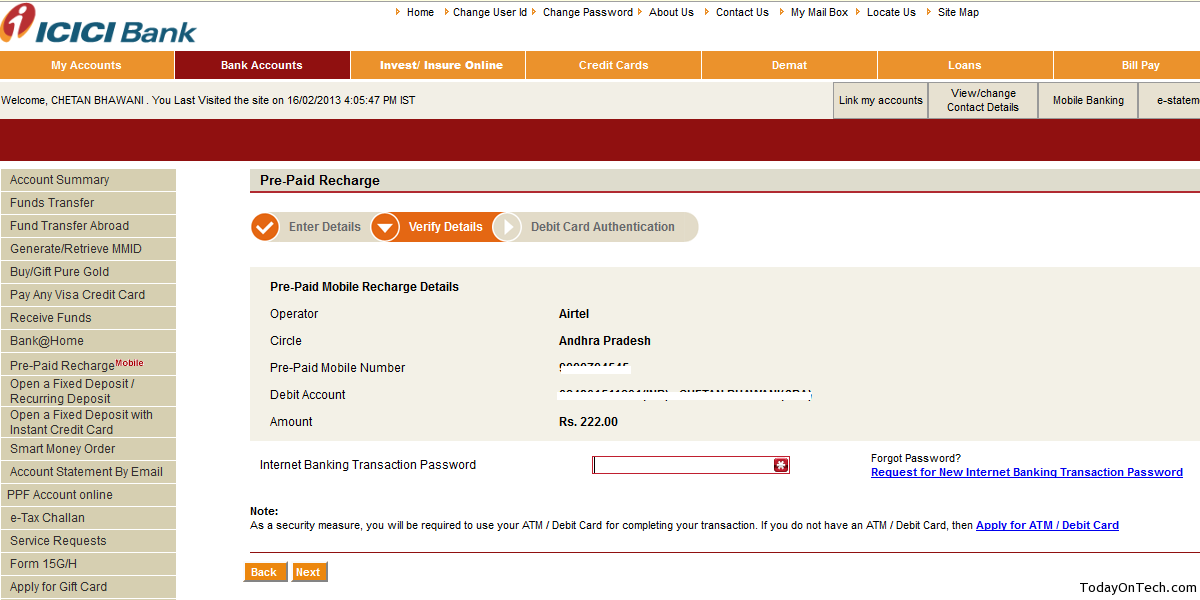 ICICI Bank
Home Change User Id Change Password About Us Contact Us My Mail Box Locate Us Site Map
My Accounts Bank Accounts Invest/ Insure Online Credit Cards Demat Loans Bill Pay
Welcome, CHETAN BHAWANI . You Last Visited the site on 16/02/2013 4:05:47 PM IST
Link my accounts
View/change
Contact Details
Mobile Banking
e-statem
Account Summary
Funds Transfer
Fund Transfer Abroad
Generate/Retrieve MMID
Buy/Gift Pure Gold
Pay Any Visa Credit Card
Receive Funds
Bank@Home
Pre-Paid Recharge Mobile
Open a Fixed Deposit /
Recurring Deposit
Open a Fixed Deposit with
Instant Credit Card
Smart Money Order
Account Statement By Email
PPF Account online
e-Tax Challan
Service Requests
Form 15G/H
Apply for Gift Card
Pre-Paid Recharge
Enter Details Verify Details Debit Card Authentication
Pre-Paid Mobile Recharge Details
Operator Airtel
Circle Andhra Pradesh
Pre-Paid Mobile Number
Debit Account
Amount Rs. 222.00
Internet Banking Transaction Password
Forgot Password?
Request for New Internet Banking Transaction Password
Note:
As a security measure, you will be required to use your ATM / Debit Card for completing your transaction. If you do not have an ATM / Debit Card, then Apply for ATM / Debit Card
Back Next
TodayOnTech.com